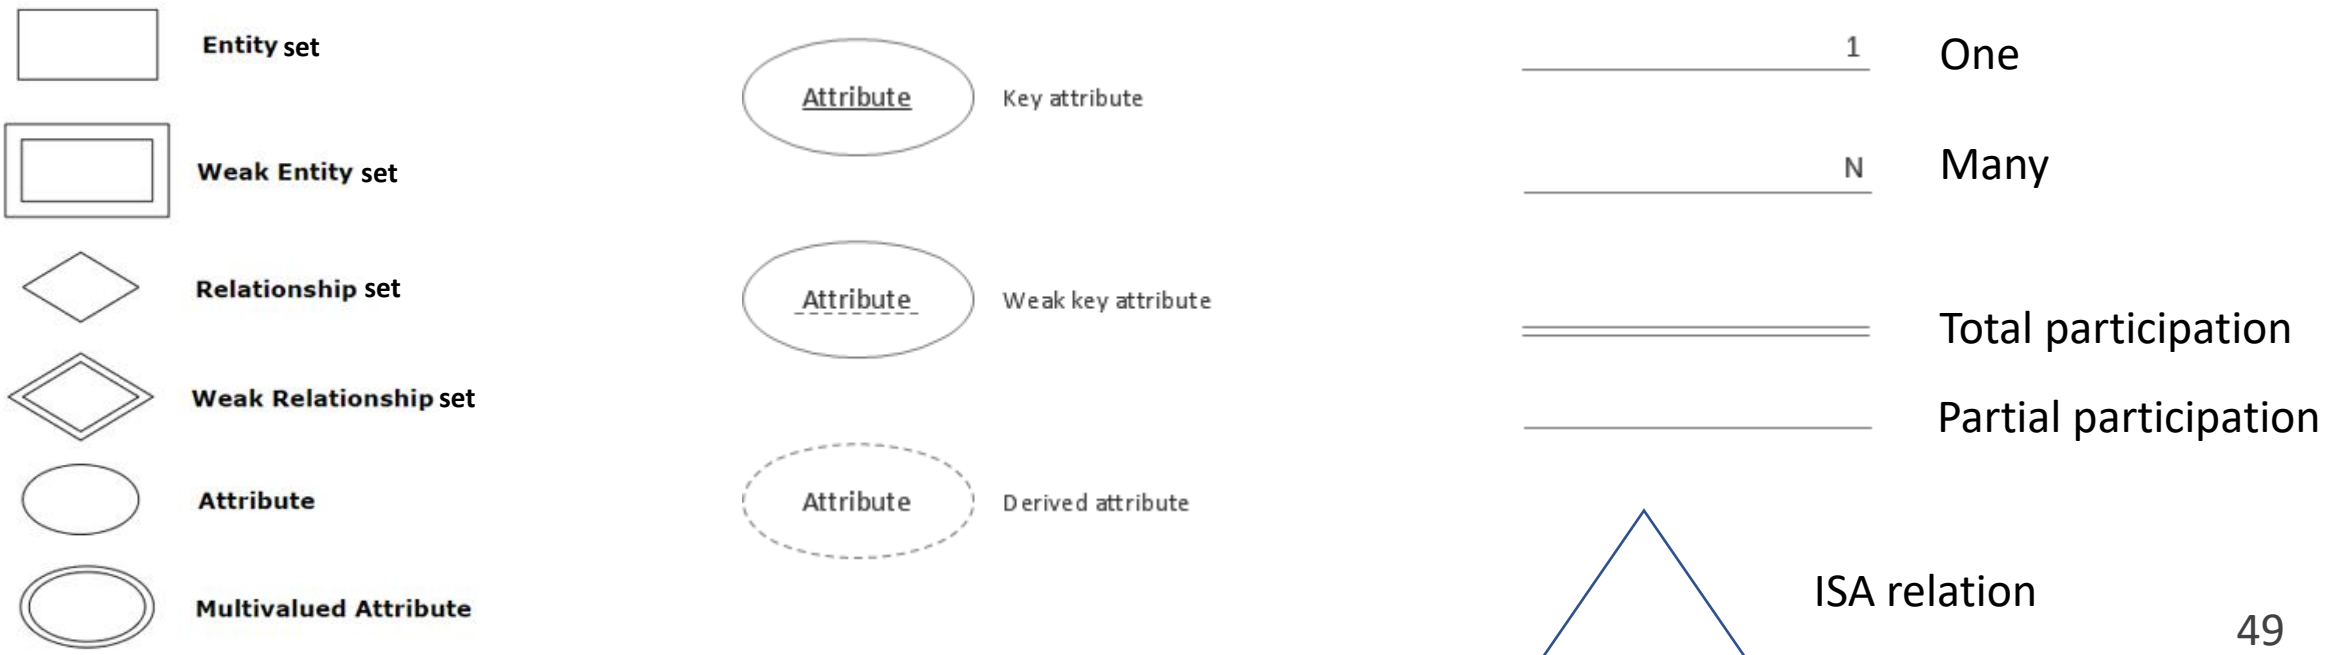 Entity set
Weak Entity set
Relationship set
Weak Relationship set
Attribute
Multivalued Attribute
Attribute Key attribute
Attribute Weak key attribute
Attribute Derived attribute
1 One
N Many
Total participation
Partial participation
ISA relation
49